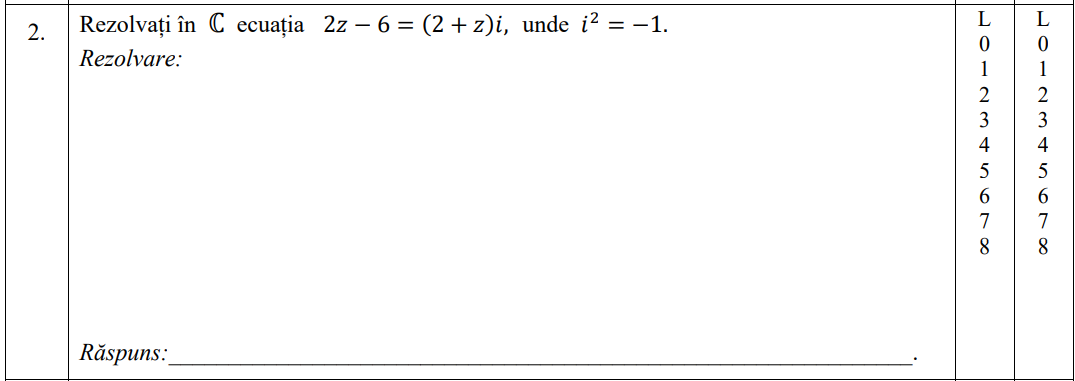 2.
Rezolvați în ℂ ecuația 2z − 6 = (2 + z)i, unde i² = −1.
Rezolvare:
Răspuns:______________________________________________.
L L
0 0
1 1
2 2
3 3
4 4
5 5
6 6
7 7
8 8